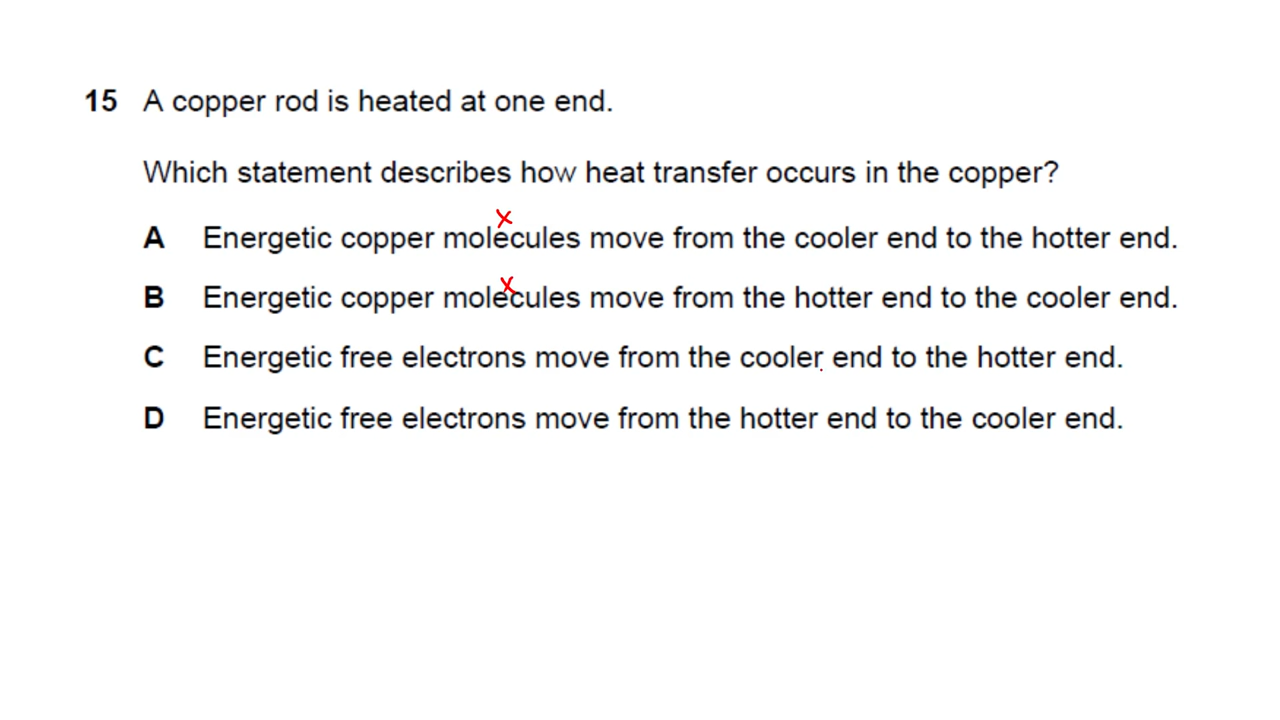 15 A copper rod is heated at one end.
Which statement describes how heat transfer occurs in the copper?
x
A Energetic copper molecules move from the cooler end to the hotter end.
x
B Energetic copper molecules move from the hotter end to the cooler end.
C Energetic free electrons move from the cooler end to the hotter end.
D Energetic free electrons move from the hotter end to the cooler end.